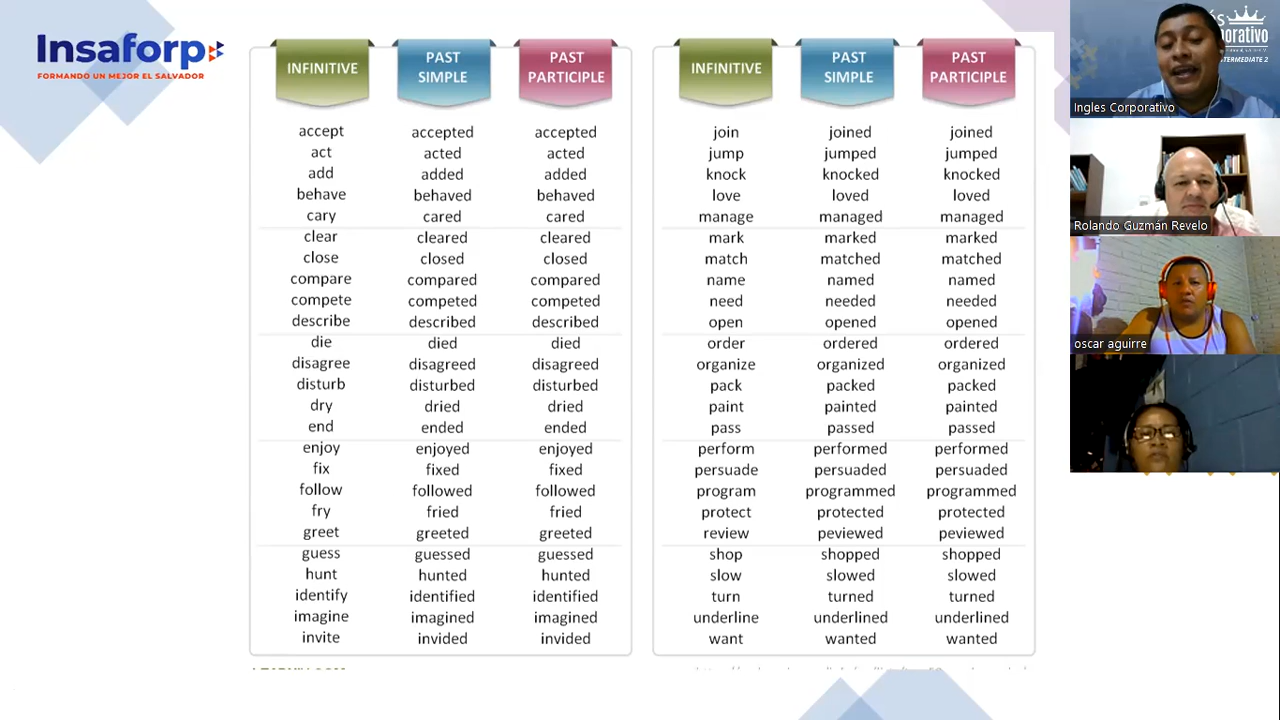 Insaforp
FORMANDO UN MEJOR EL SALVADOR
INFINITIVE PAST SIMPLE PAST PARTICIPLE
accept accepted accepted
act acted acted
add added added
behave behaved behaved
cary cared cared
clear cleared cleared
close closed closed
compare compared compared
compete competed competed
describe described described
die died died
disagree disagreed disagreed
disturb disturbed disturbed
dry dried dried
end ended ended
enjoy enjoyed enjoyed
fix fixed fixed
follow followed followed
fry fried fried
greet greeted greeted
guess guessed guessed
hunt hunted hunted
identify identified identified
imagine imagined imagined
invite invided invided
INFINITIVE PAST SIMPLE PAST PARTICIPLE
join joined joined
jump jumped jumped
knock knocked knocked
love loved loved
manage managed managed
mark marked marked
match matched matched
name named named
need needed needed
open opened opened
order ordered ordered
organize organized organized
pack packed packed
paint painted painted
pass passed passed
perform performed performed
persuade persuaded persuaded
program programmed programmed
protect protected protected
review peviewed peviewed
shop shopped shopped
slow slowed slowed
turn turned turned
underline underlined underlined
want wanted wanted
Ingles Corporativo
Rolando Guzmán Revelo
oscar aguirre